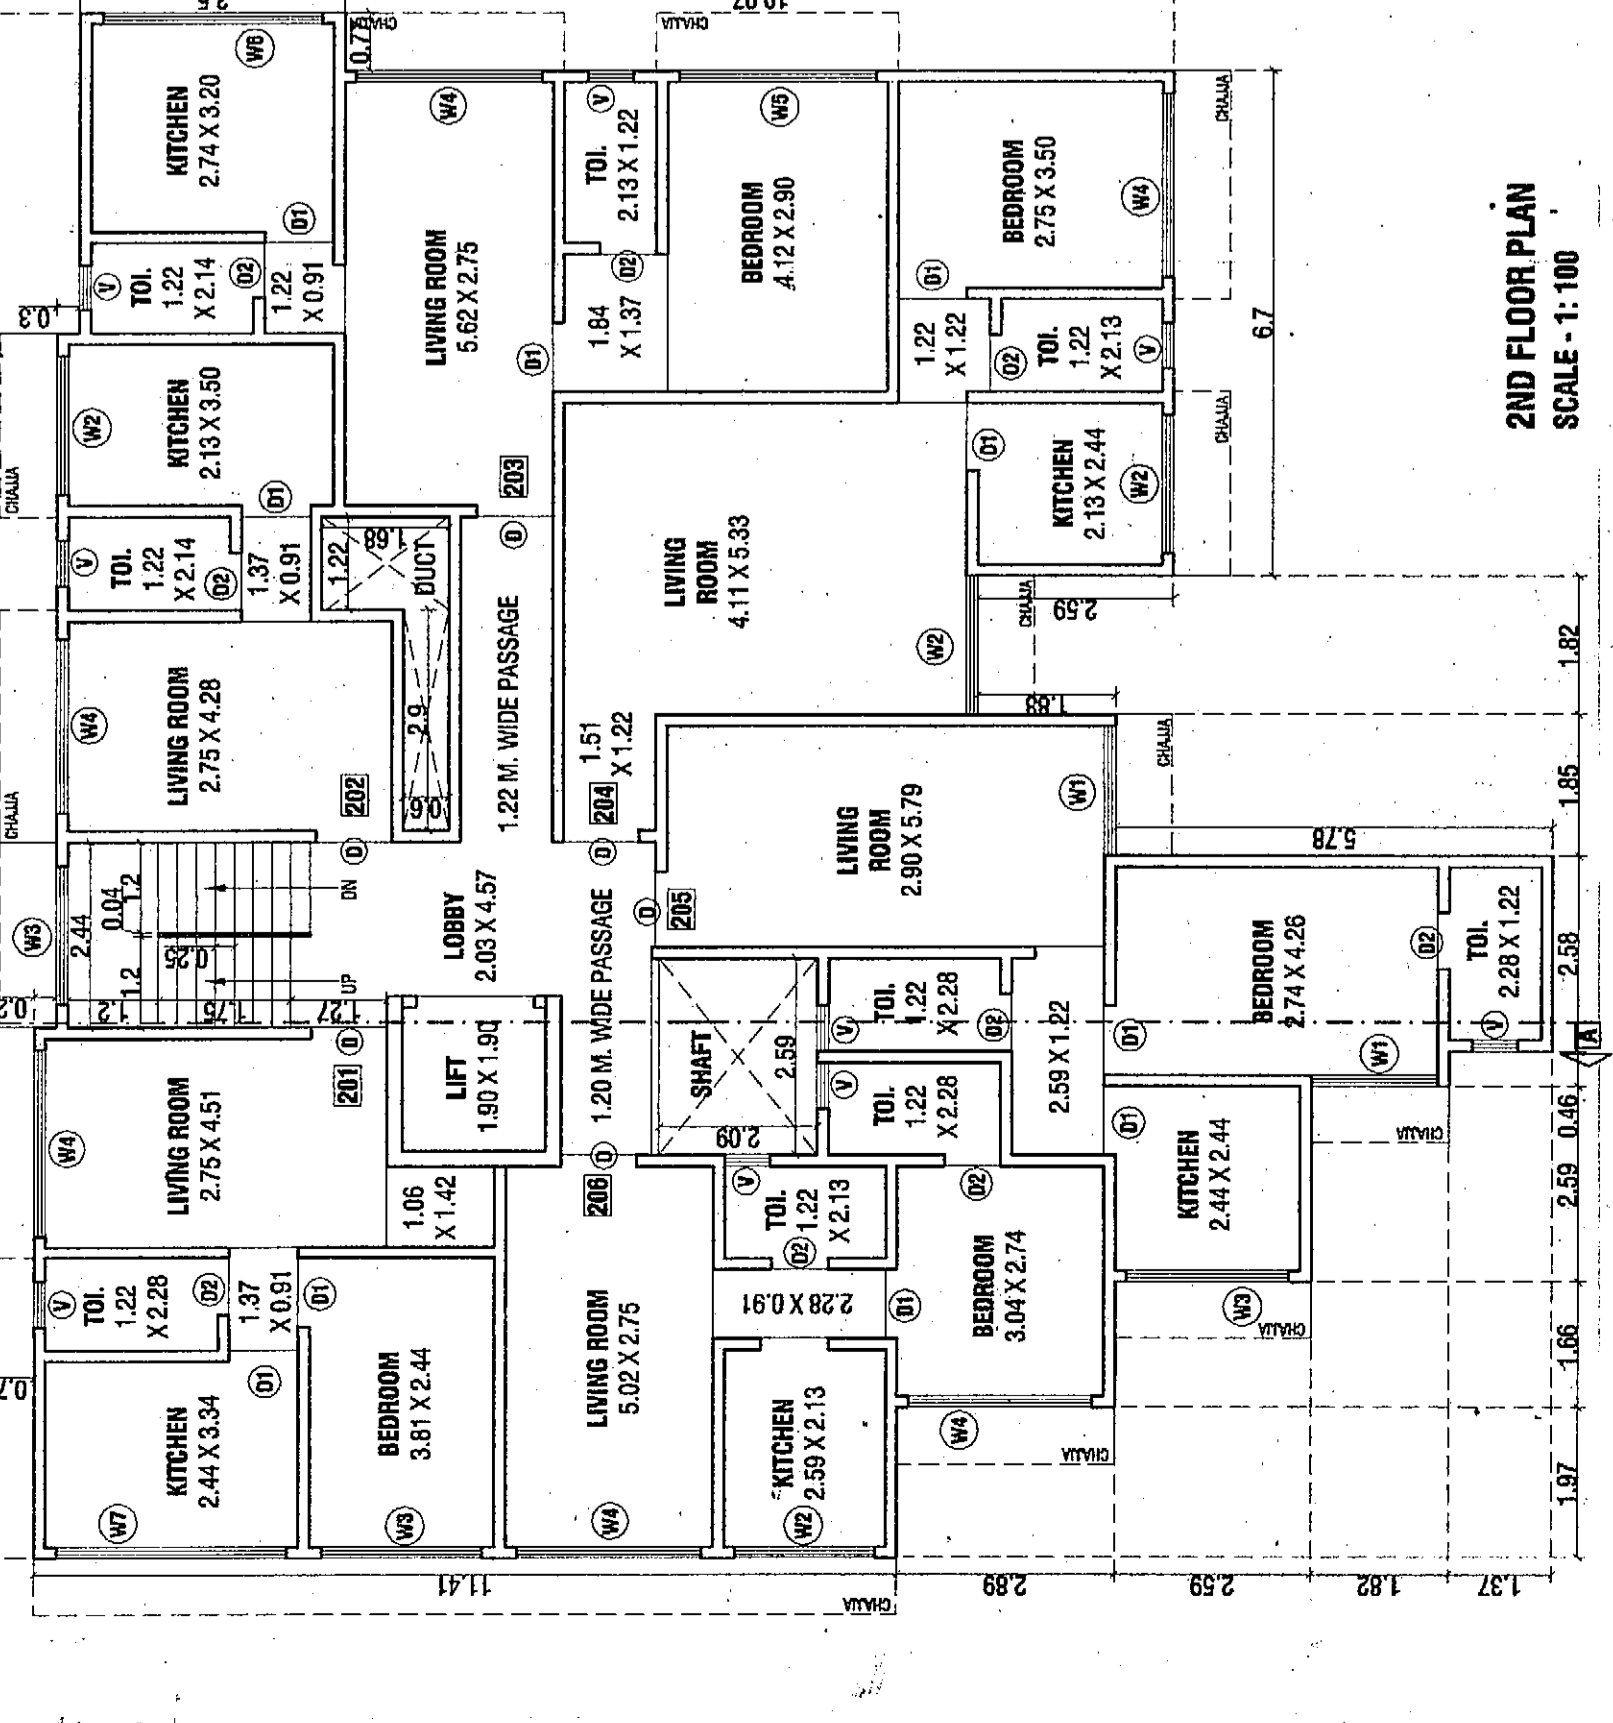 KITCHEN
2.74 X 3.20
W6
D1
TOI.
1.22
X 2.14
V
D2
1.22
X 0.91
0.3
CHAJJA
0.77
CHAJJA
10.07
LIVING ROOM
5.62 X 2.75
W4
D1
TOI.
2.13 X 1.22
V
D2
1.84
X 1.37
BEDROOM
4.12 X 2.90
W5
BEDROOM
2.75 X 3.50
D1
W4
CHAJJA
1.22
X 1.22
D2
TOI.
1.22
X 2.13
V
6.7
KITCHEN
2.13 X 3.50
W2
D1
CHAJJA
TOI.
1.22
X 2.14
V
D2
1.37
X 0.91
1.22
1.68
DUCT
2.9
0.6
203
D
LIVING
ROOM
4.11 X 5.33
W2
KITCHEN
2.13 X 2.44
D1
W2
CHAJJA
CHAJJA
2.59
1.88
1.82
LIVING ROOM
2.75 X 4.28
W4
202
D
CHAJJA
1.22 M. WIDE PASSAGE
1.51
X 1.22
204
D
LIVING
ROOM
2.90 X 5.79
W1
205
D
CHAJJA
1.85
5.78
W3
2.44
0.04
1.2
1.2
0.25
DN
UP
1.2
1.75
1.27
LOBBY
2.03 X 4.57
1.20 M. WIDE PASSAGE
LIFT
1.90 X 1.90
SHAFT
2.59
2.09
TOI.
1.22
X 2.28
V
D2
TOI.
1.22
X 2.28
V
D2
2.59 X 1.22
BEDROOM
2.74 X 4.26
D1
W1
D2
TOI.
2.28 X 1.22
V
2.58
A
LIVING ROOM
2.75 X 4.51
W4
201
D
1.06
X 1.42
206
D
TOI.
1.22
X 2.13
V
D2
KITCHEN
2.44 X 2.44
D1
W3
CHAJJA
CHAJJA
0.46
2.59
TOI.
1.22
X 2.28
V
D2
1.37
X 0.91
D1
KITCHEN
2.44 X 3.34
D1
W7
BEDROOM
3.81 X 2.44
W3
LIVING ROOM
5.02 X 2.75
W4
2.28 X 0.91
D1
BEDROOM
3.04 X 2.74
W4
CHAJJA
KITCHEN
2.59 X 2.13
W2
1.66
1.97
11.41
2.89
2.59
1.82
1.37
CHAJJA
2ND FLOOR PLAN
SCALE - 1: 100